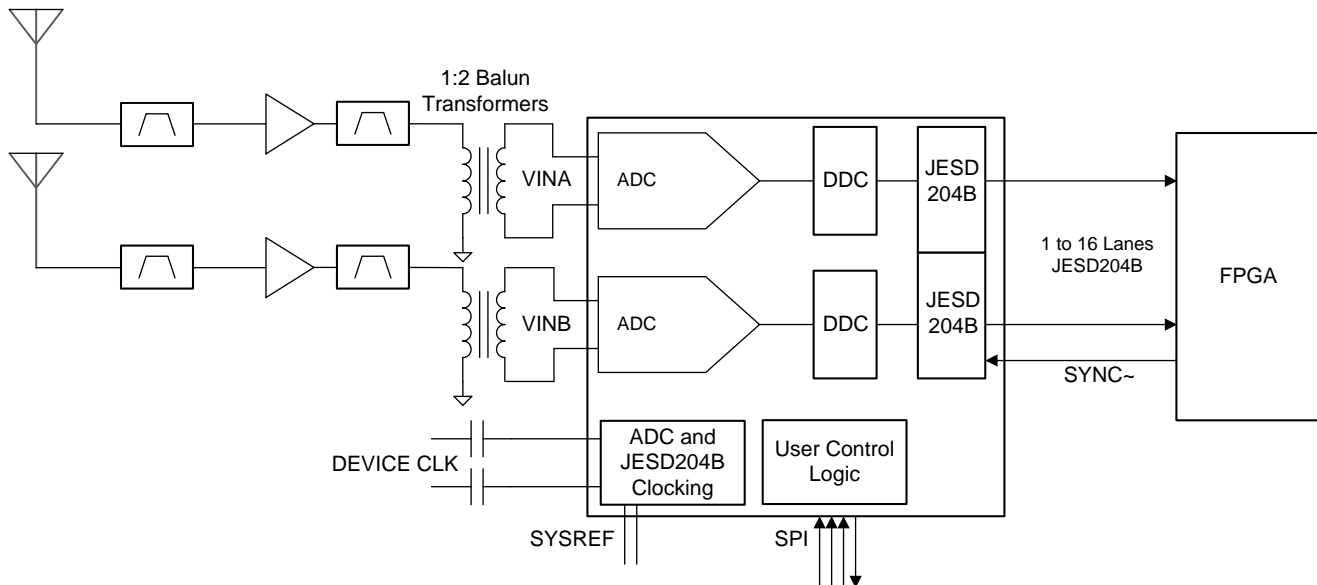 1:2 Balun
Transformers
VINA
ADC
DDC
JESD
204B
1 to 16 Lanes
JESD204B
FPGA
VINB
ADC
DDC
JESD
204B
SYNC~
DEVICE CLK
ADC and
JESD204B
Clocking
User Control
Logic
SYSREF
SPI